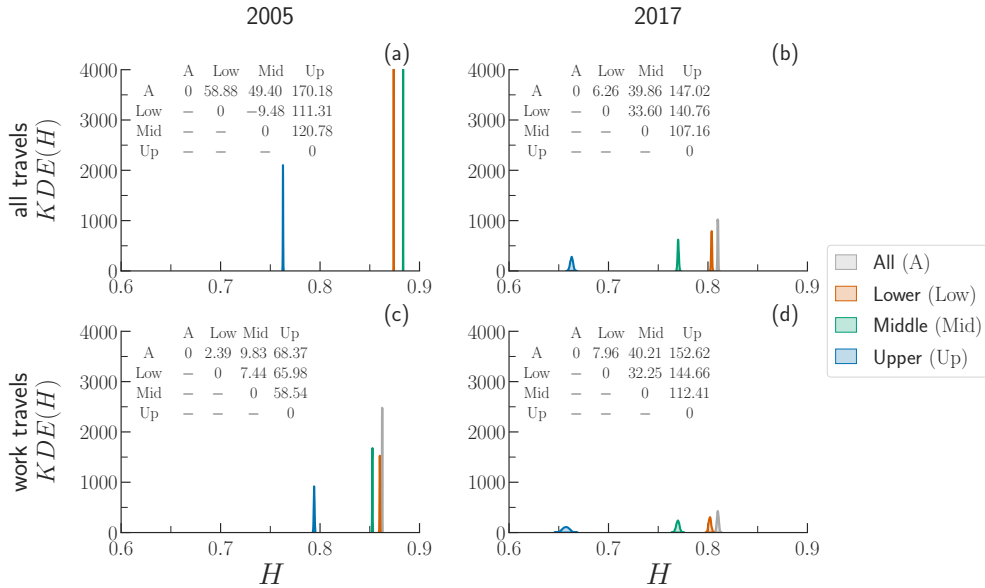 2005
2017
all travels
KDE(H)
(a)
4000
3000
2000
1000
0
A Low Mid Up
A 0 58.88 49.40 170.18
Low − 0 −9.48 111.31
Mid − − 0 120.78
Up − − − 0
0.6 0.7 0.8 0.9
(b)
4000
3000
2000
1000
0
A Low Mid Up
A 0 6.26 39.86 147.02
Low − 0 33.60 140.76
Mid − − 0 107.16
Up − − − 0
0.6 0.7 0.8 0.9
work travels
KDE(H)
(c)
4000
3000
2000
1000
0
A Low Mid Up
A 0 2.39 9.83 68.37
Low − 0 7.44 65.98
Mid − − 0 58.54
Up − − − 0
0.6 0.7 0.8 0.9
H
(d)
4000
3000
2000
1000
0
A Low Mid Up
A 0 7.96 40.21 152.62
Low − 0 32.25 144.66
Mid − − 0 112.41
Up − − − 0
0.6 0.7 0.8 0.9
H
All (A)
Lower (Low)
Middle (Mid)
Upper (Up)